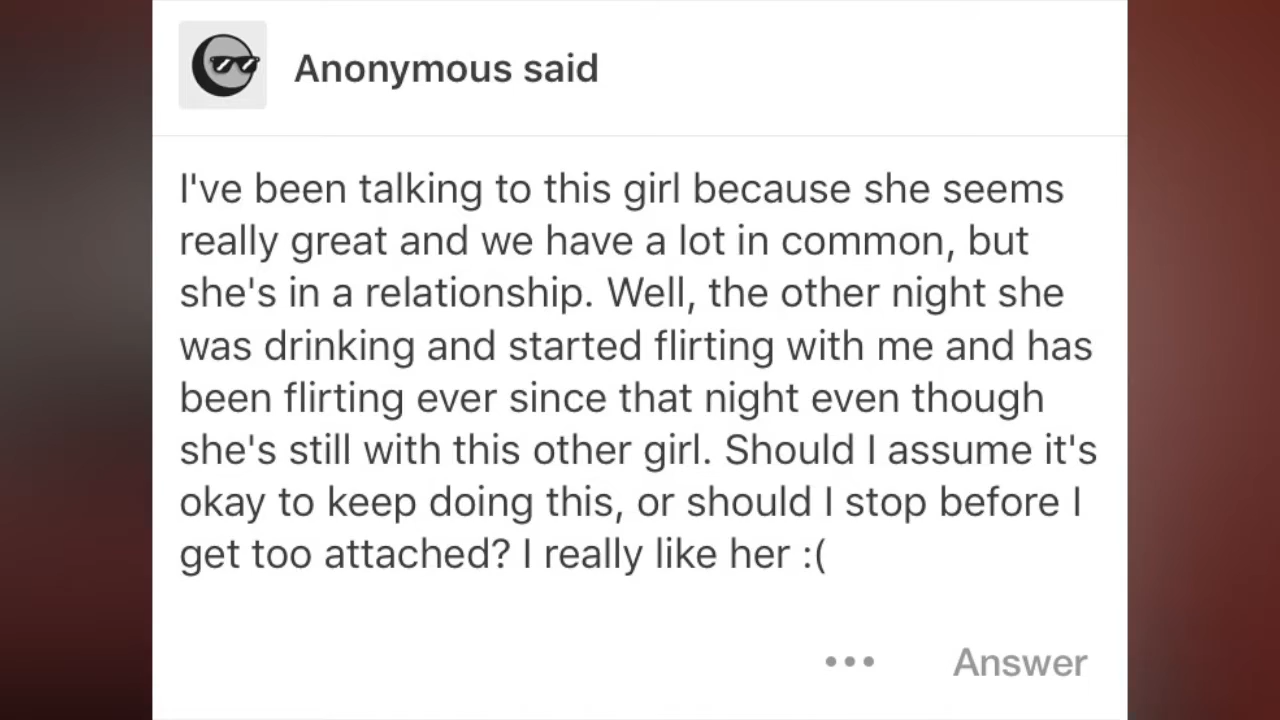 Anonymous said
I've been talking to this girl because she seems
really great and we have a lot in common, but
she's in a relationship. Well, the other night she
was drinking and started flirting with me and has
been flirting ever since that night even though
she's still with this other girl. Should I assume it's
okay to keep doing this, or should I stop before I
get too attached? I really like her :(
Answer